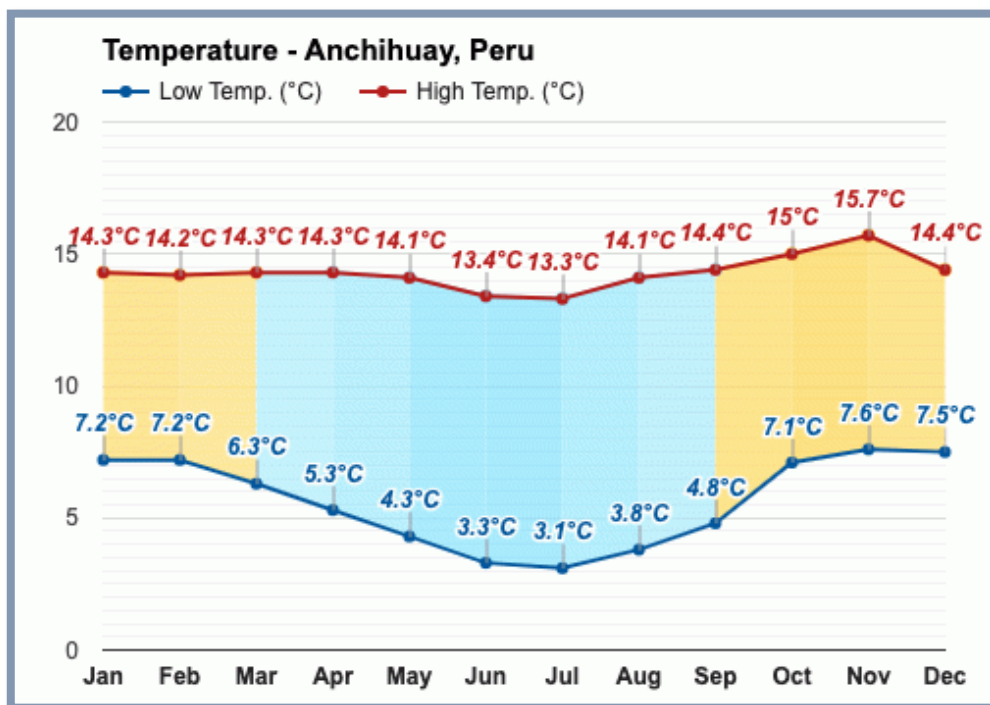 Temperature - Anchihuay, Peru
Low Temp. (°C) High Temp. (°C)
20
15.7°C
15°C
14.3°C 14.2°C 14.3°C 14.3°C 14.1°C 14.1°C 14.4°C 14.4°C
13.4°C 13.3°C
15
10
7.2°C 7.2°C 7.1°C 7.6°C 7.5°C
6.3°C
5.3°C
4.3°C 4.8°C
3.3°C 3.1°C 3.8°C
5
0
Jan Feb Mar Apr May Jun Jul Aug Sep Oct Nov Dec